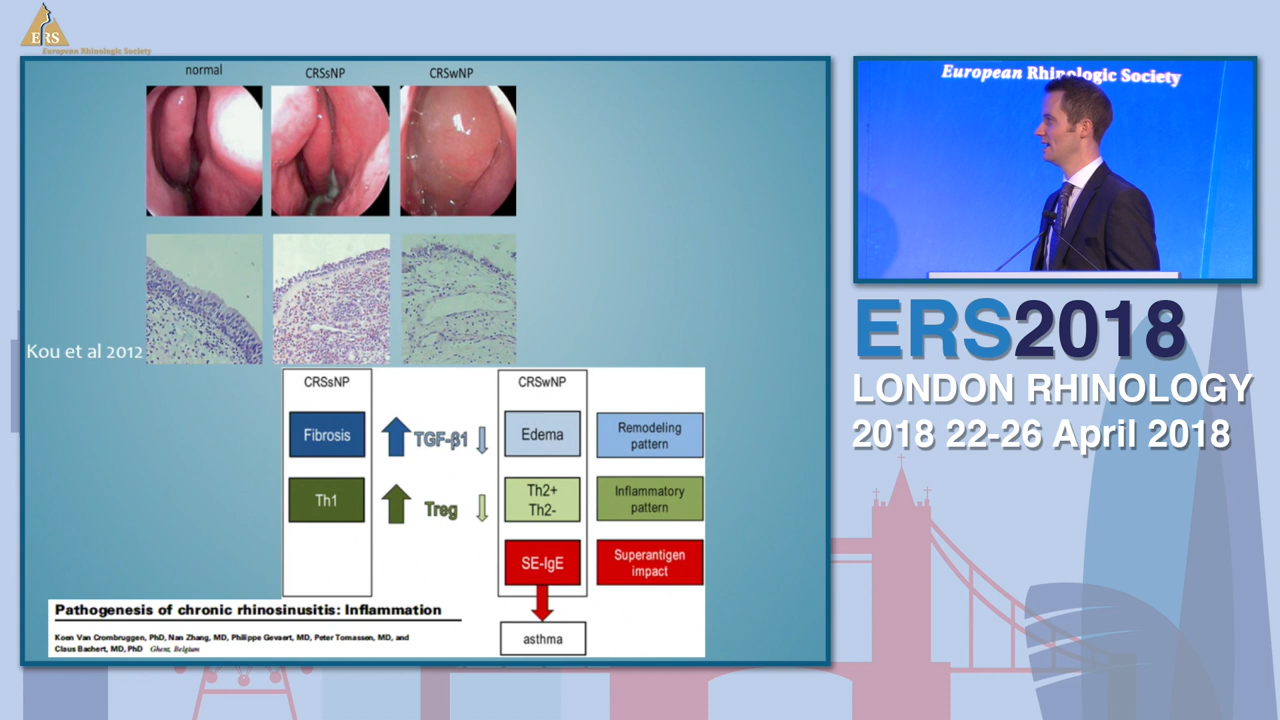 ERS
European Rhinologic Society
normal
CRSsNP
CRSwNP
Kou et al 2012
CRSsNP
CRSwNP
Fibrosis
TGF-β1
Edema
Remodeling
pattern
Th1
Treg
Th2+
Th2-
Inflammatory
pattern
SE-IgE
Superantigen
impact
asthma
Pathogenesis of chronic rhinosinusitis: Inflammation
Koen Van Crombruggen, PhD, Nan Zhang, MD, Philippe Gevaert, MD, Peter Tomassen, MD, and
Claus Bachert, MD, PhD Ghent, Belgium
European Rhinologic Society
ERS2018
LONDON RHINOLOGY
2018 22-26 April 2018